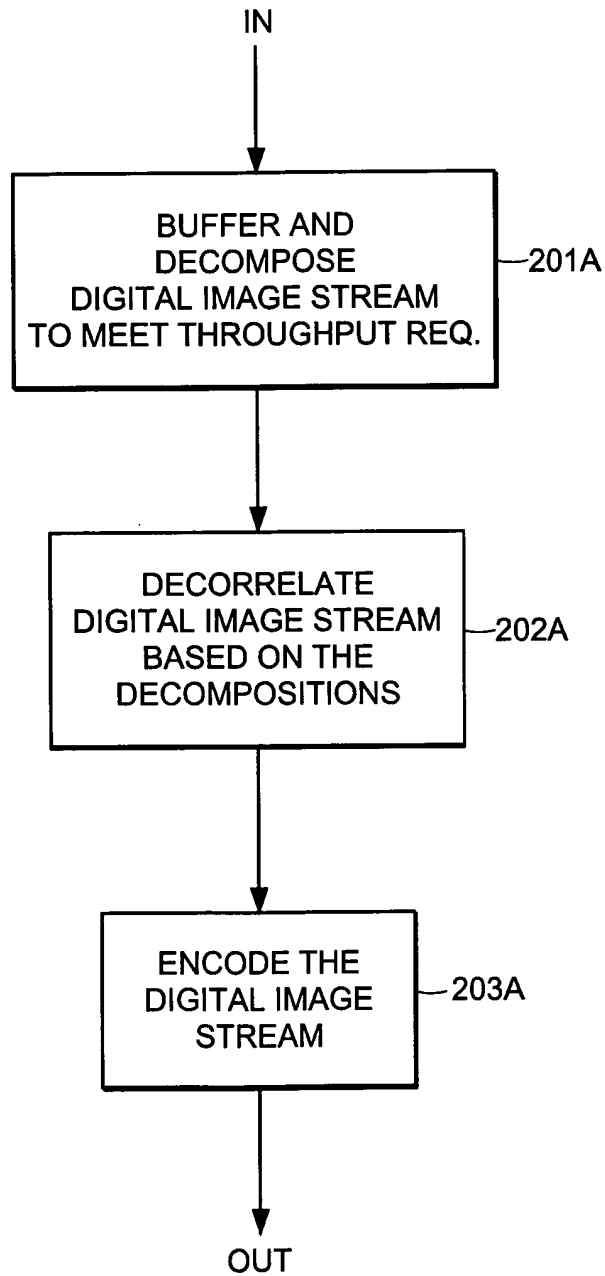 IN
BUFFER AND
DECOMPOSE
DIGITAL IMAGE STREAM
TO MEET THROUGHPUT REQ.
201A
DECORRELATE
DIGITAL IMAGE STREAM
BASED ON THE
DECOMPOSITIONS
202A
ENCODE THE
DIGITAL IMAGE
STREAM
203A
OUT